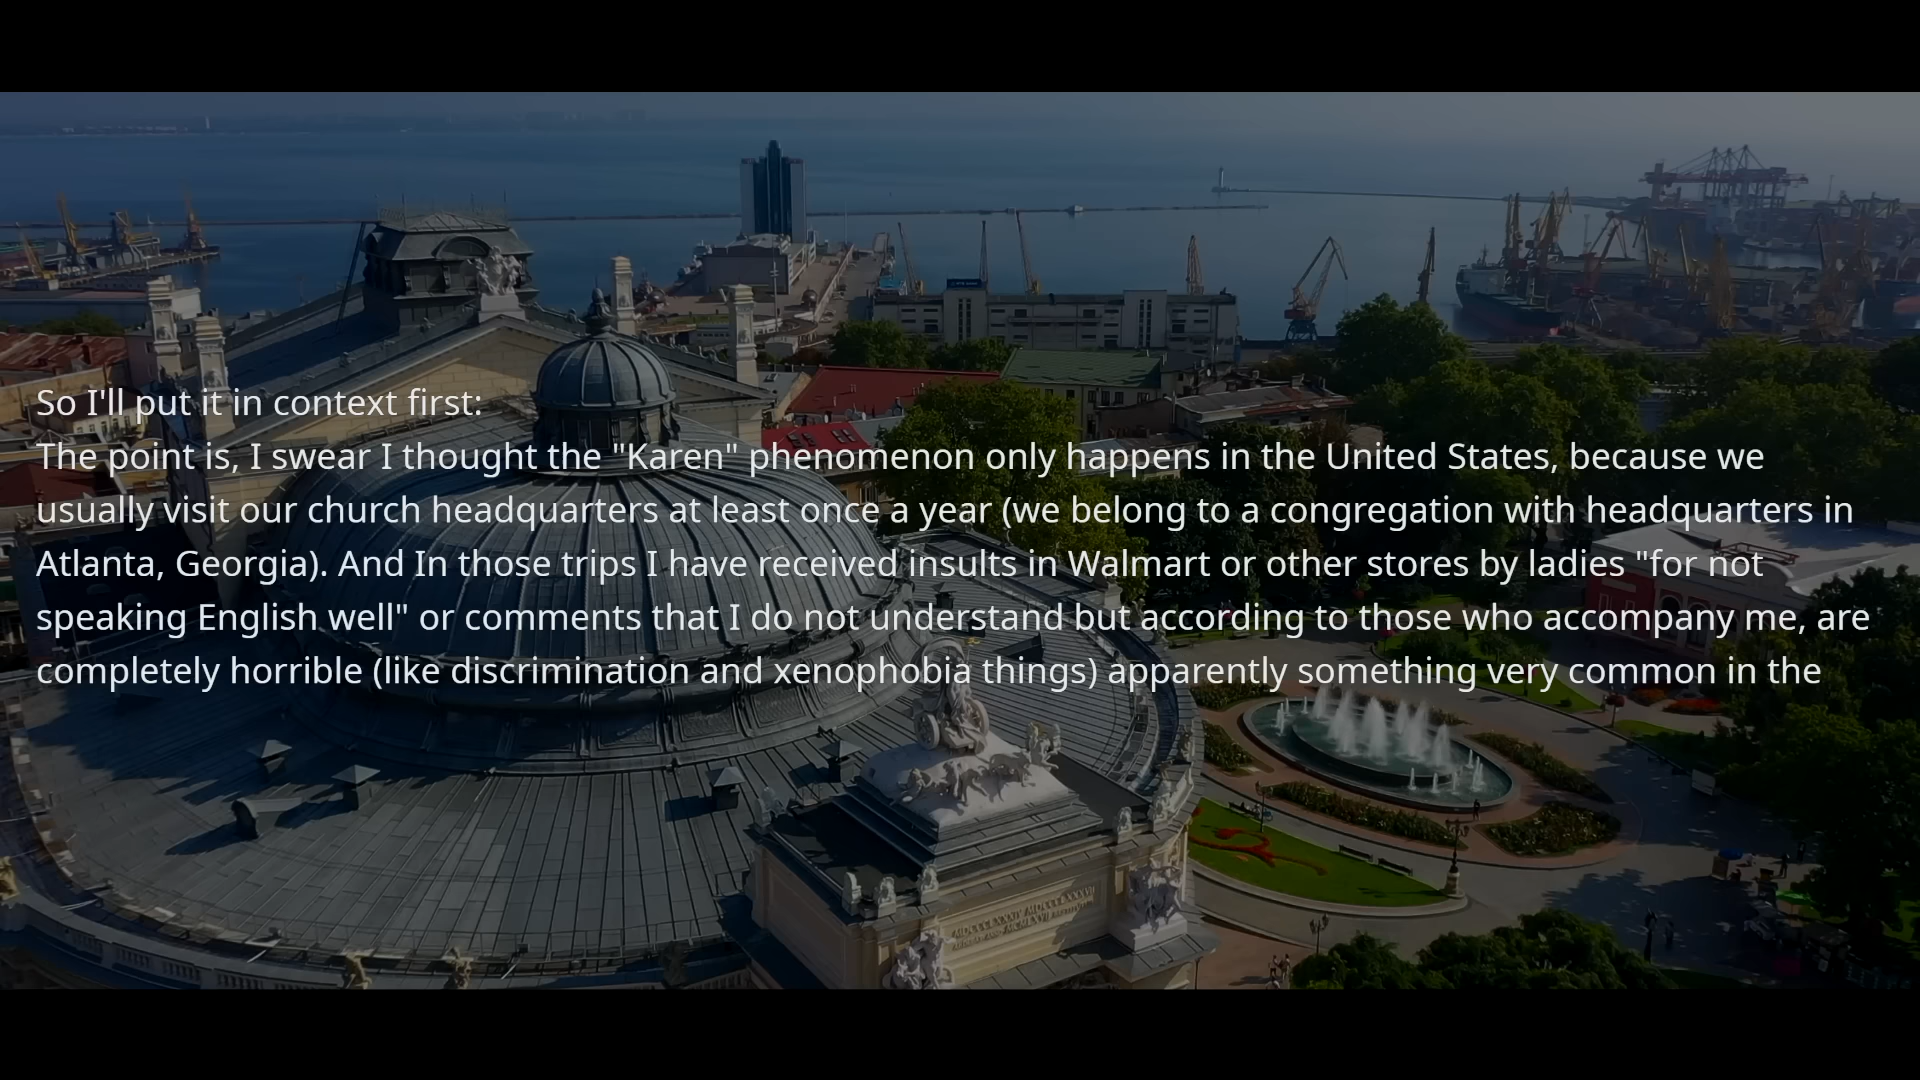 So I'll put it in context first:
The point is, I swear I thought the "Karen" phenomenon only happens in the United States, because we
usually visit our church headquarters at least once a year (we belong to a congregation with headquarters in
Atlanta, Georgia). And In those trips I have received insults in Walmart or other stores by ladies "for not
speaking English well" or comments that I do not understand but according to those who accompany me, are
completely horrible (like discrimination and xenophobia things) apparently something very common in the